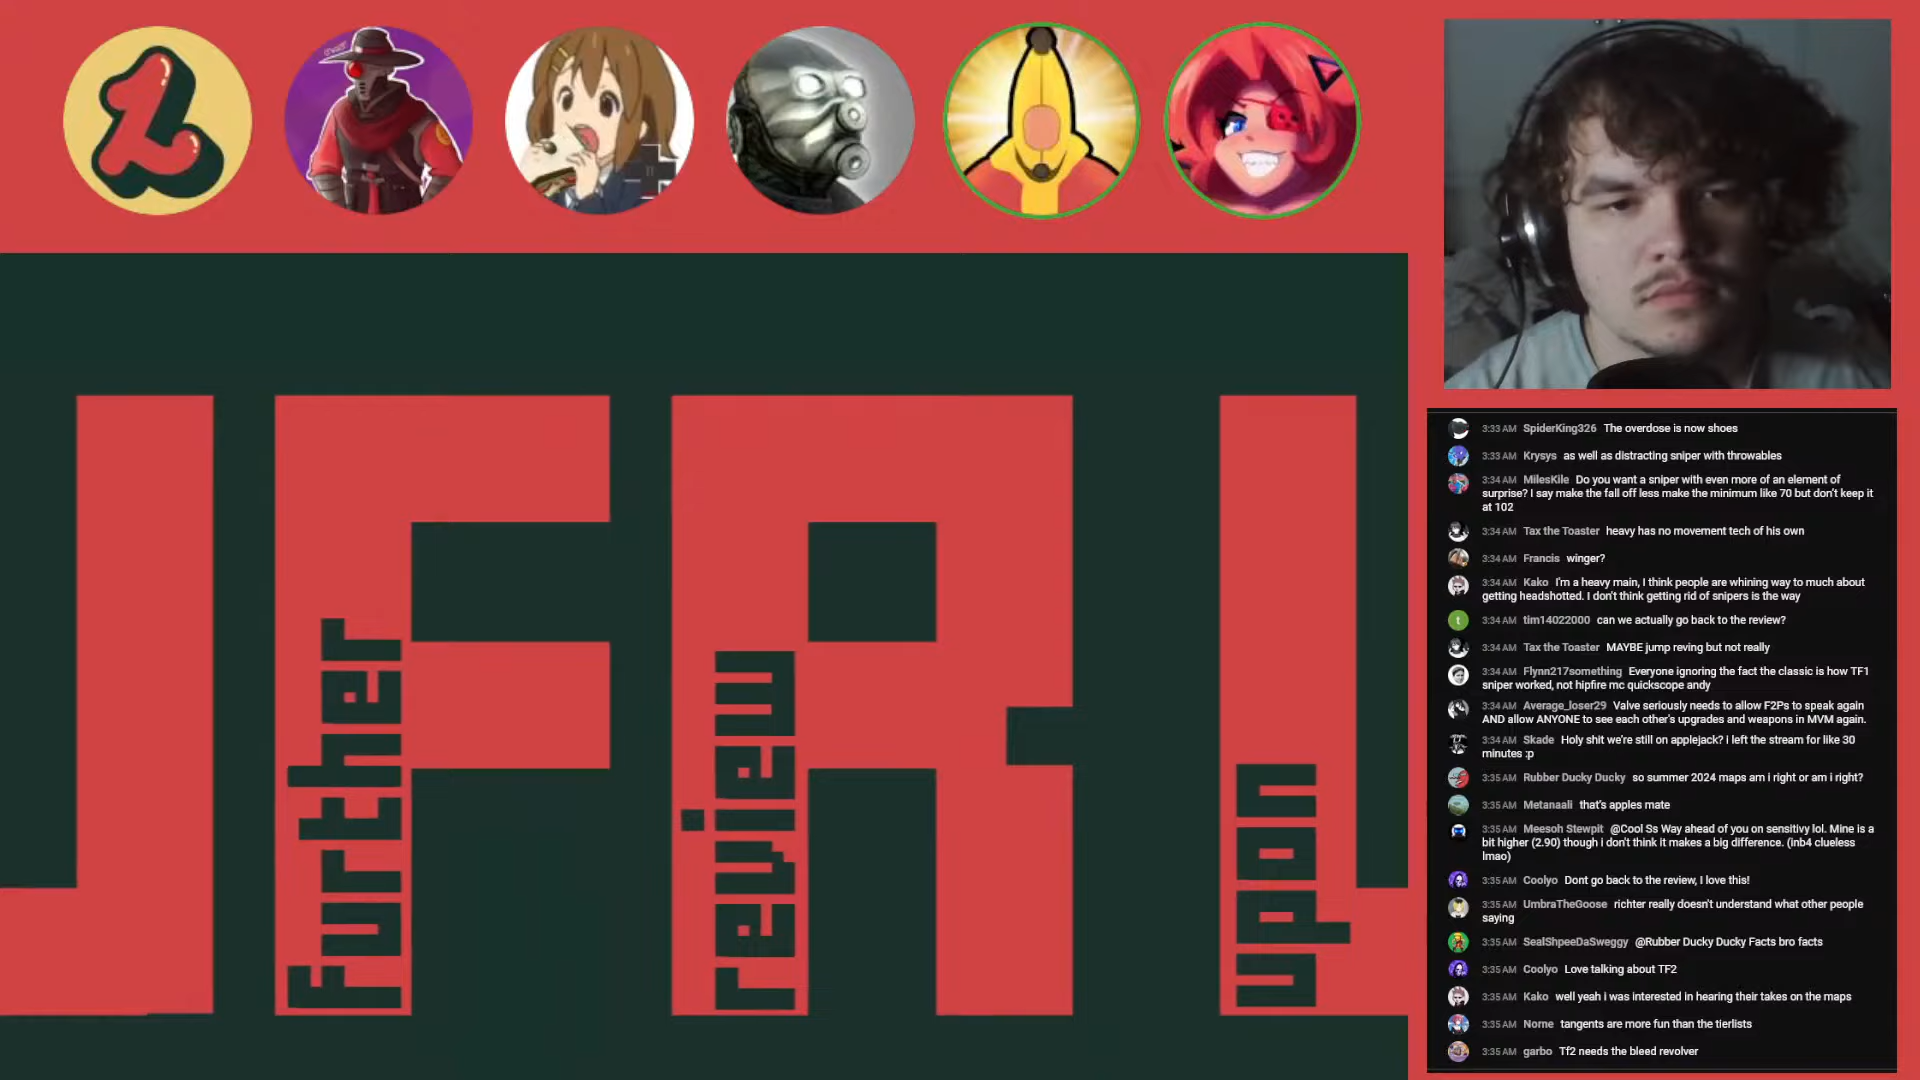 Further
review
upon
3:33 AM SpiderKing326 The overdose is now shoes
3:33 AM Krysys as well as distracting sniper with throwables
3:34 AM MilesKile Do you want a sniper with even more of an element of
surprise? I say make the fall off less make the minimum like 70 but don't keep it
at 102
3:34 AM Tax the Toaster heavy has no movement tech of his own
3:34 AM Francis winger?
3:34 AM Kako I'm a heavy main, I think people are whining way to much about
getting headshotted. I don't think getting rid of snipers is the way
t 3:34 AM tim14022000 can we actually go back to the review?
3:34 AM Tax the Toaster MAYBE jump reving but not really
3:34 AM Flynn217something Everyone ignoring the fact the classic is how TF1
sniper worked, not hipfire mc quickscope andy
3:34 AM Average_loser29 Valve seriously needs to allow F2Ps to speak again
AND allow ANYONE to see each other's upgrades and weapons in MVM again.
3:34 AM Skade Holy shit we're still on applejack? i left the stream for like 30
minutes :p
3:35 AM Rubber Ducky Ducky so summer 2024 maps am i right or am i right?
3:35 AM Metanaali that's apples mate
3:35 AM Meesoh Stewpit @Cool Ss Way ahead of you on sensitivy lol. Mine is a
bit higher (2.90) though i don't think it makes a big difference. (inb4 clueless
lmao)
3:35 AM Coolyo Dont go back to the review, I love this!
3:35 AM UmbraTheGoose richter really doesn't understand what other people
saying
3:35 AM SealShpeeDaSweggy @Rubber Ducky Ducky Facts bro facts
3:35 AM Coolyo Love talking about TF2
3:35 AM Kako well yeah i was interested in hearing their takes on the maps
3:35 AM Nome tangents are more fun than the tierlists
3:35 AM garbo Tf2 needs the bleed revolver